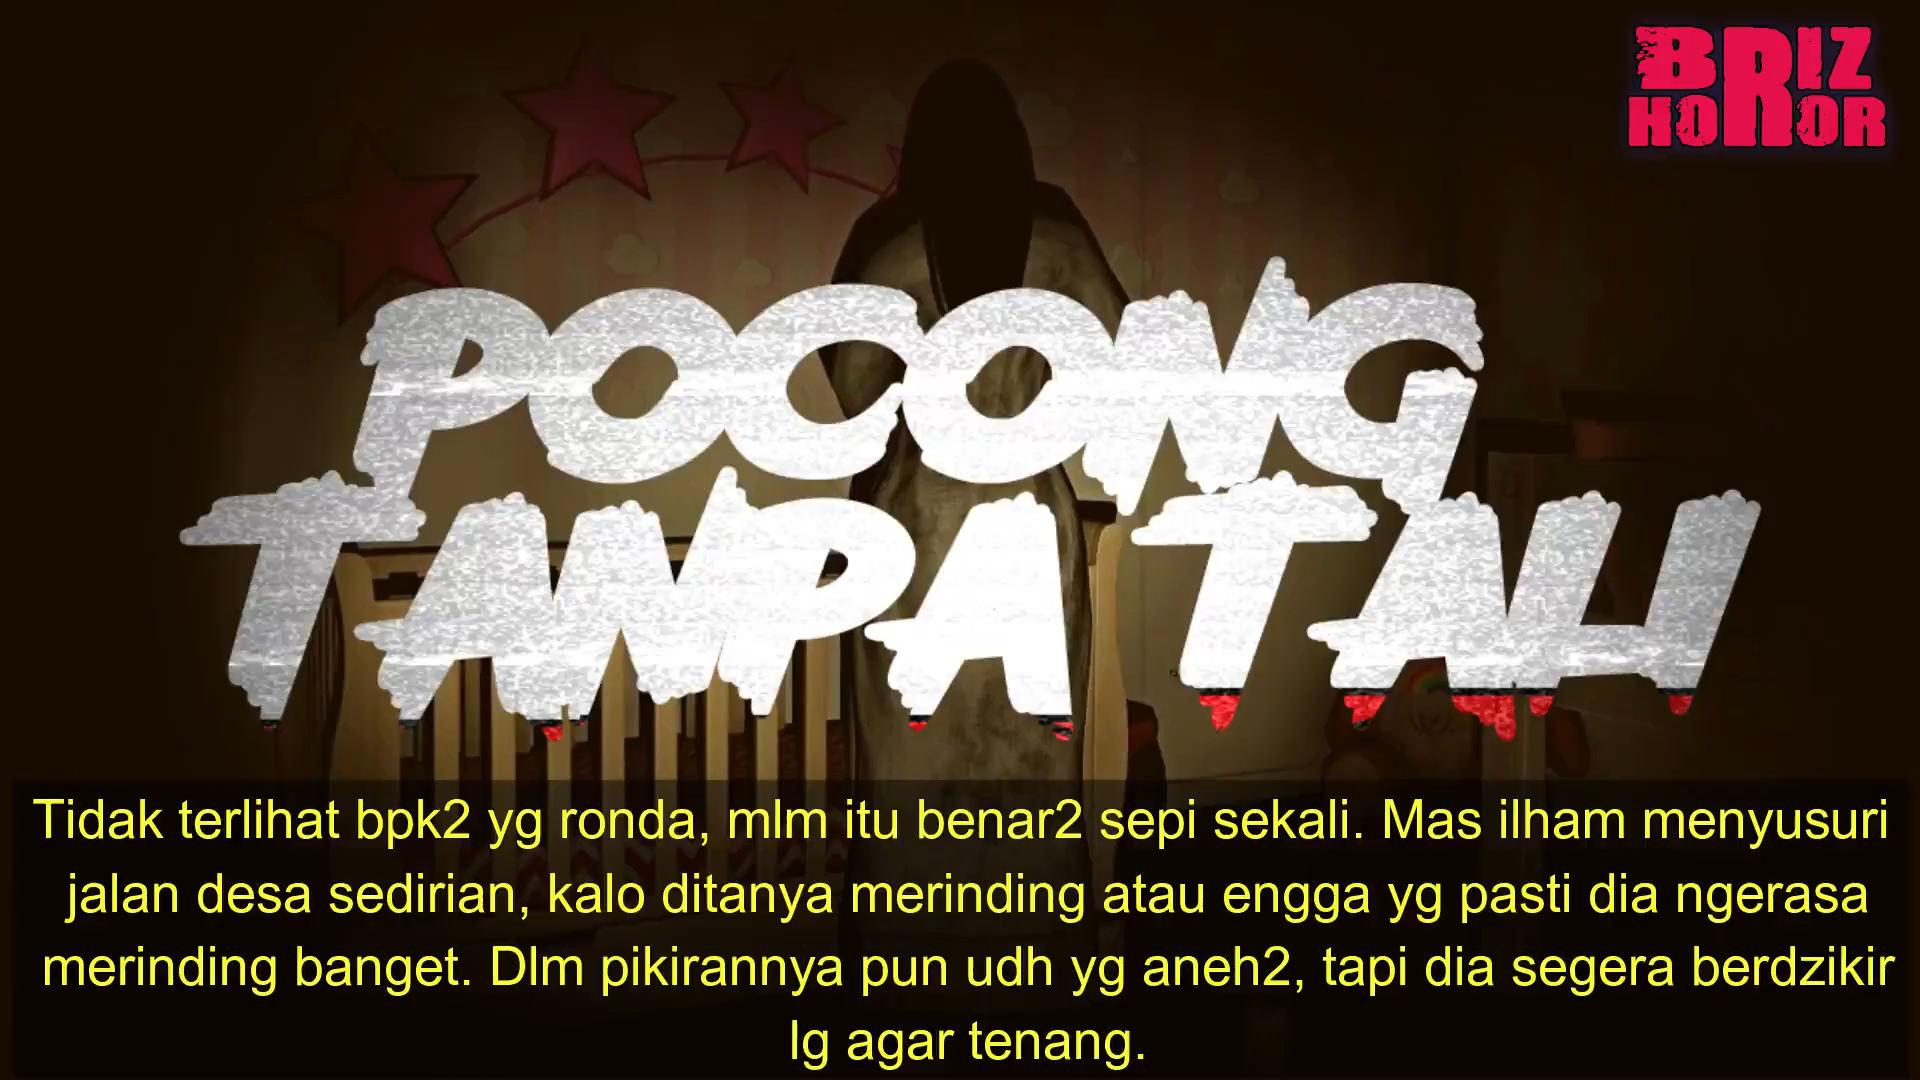 BRIZ
HOROR
POCONG
TANPA TALI
Tidak terlihat bpk2 yg ronda, mlm itu benar2 sepi sekali. Mas ilham menyusuri
jalan desa sedirian, kalo ditanya merinding atau engga yg pasti dia ngerasa
merinding banget. Dlm pikirannya pun udh yg aneh2, tapi dia segera berdzikir
lg agar tenang.